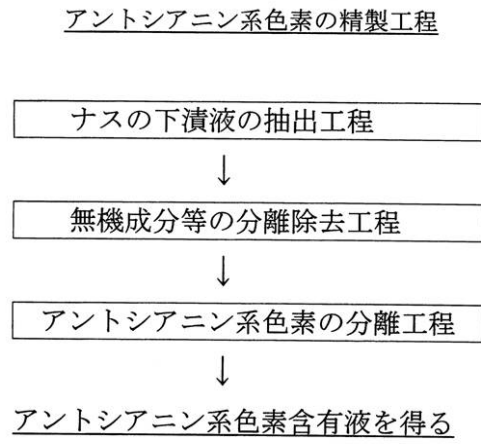 アントシアニン系色素の精製工程
ナスの下漬液の抽出工程
↓
無機成分等の分離除去工程
↓
アントシアニン系色素の分離工程
↓
アントシアニン系色素含有液を得る